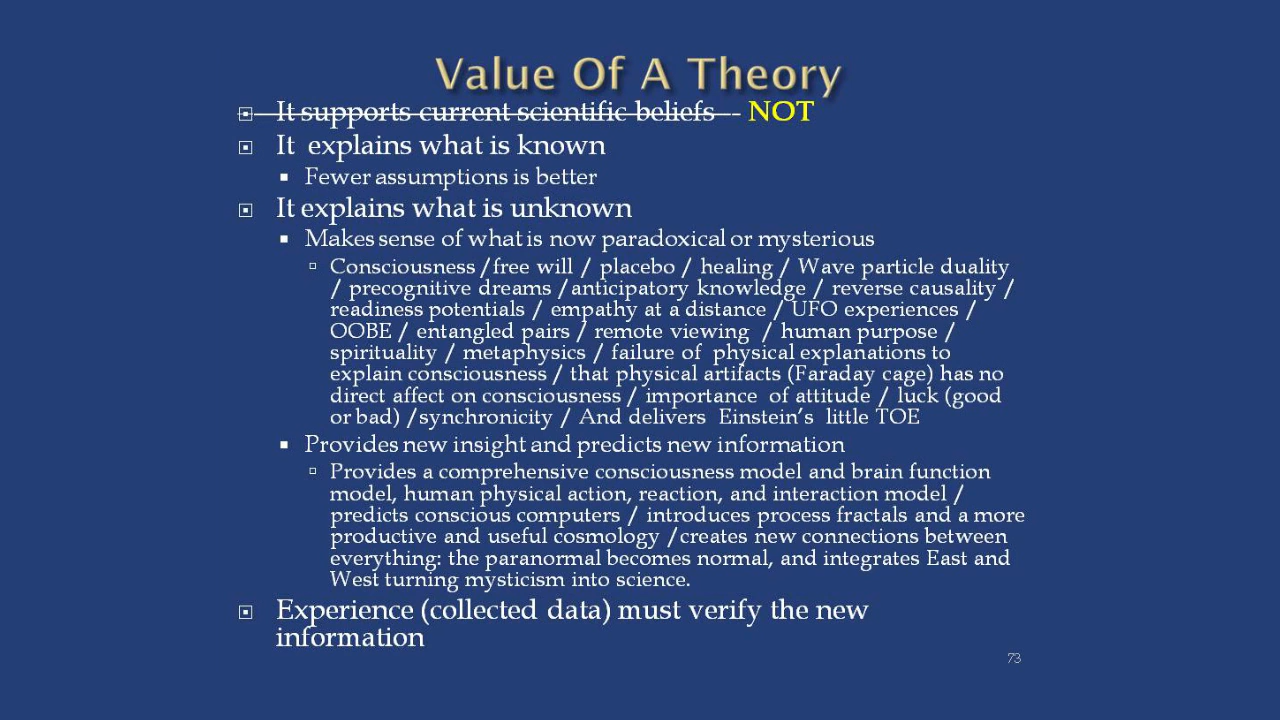 Value Of A Theory
It supports current scientific beliefs -- NOT
It explains what is known
Fewer assumptions is better
It explains what is unknown
Makes sense of what is now paradoxical or mysterious
Consciousness /free will / placebo / healing / Wave particle duality
/ precognitive dreams /anticipatory knowledge / reverse causality /
readiness potentials / empathy at a distance / UFO experiences /
OOBE / entangled pairs / remote viewing / human purpose /
spirituality / metaphysics / failure of physical explanations to
explain consciousness / that physical artifacts (Faraday cage) has no
direct affect on consciousness / importance of attitude / luck (good
or bad) /synchronicity / And delivers Einstein's little TOE
Provides new insight and predicts new information
Provides a comprehensive consciousness model and brain function
model, human physical action, reaction, and interaction model /
predicts conscious computers / introduces process fractals and a more
productive and useful cosmology /creates new connections between
everything: the paranormal becomes normal, and integrates East and
West turning mysticism into science.
Experience (collected data) must verify the new
information
73